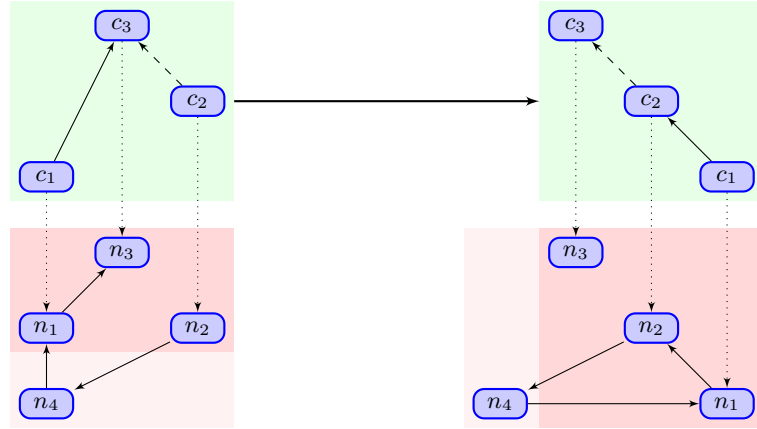 c₃ c₃
c₂ c₂
c₁ c₁
n₃ n₃
n₁ n₂ n₂
n₄ n₄ n₁